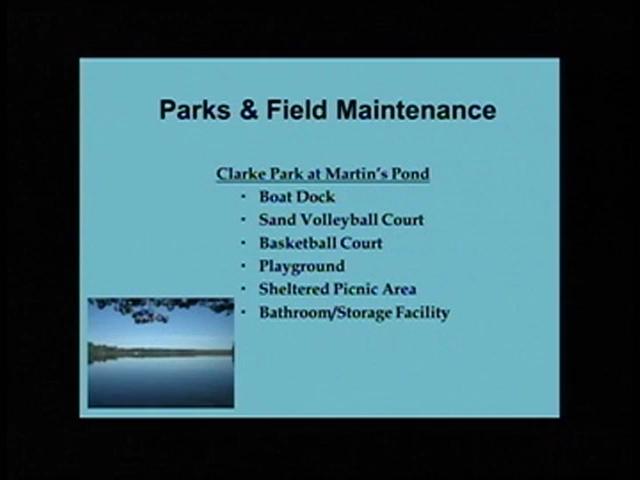 Parks & Field Maintenance
Clarke Park at Martin's Pond
· Boat Dock
· Sand Volleyball Court
· Basketball Court
· Playground
· Sheltered Picnic Area
· Bathroom/Storage Facility